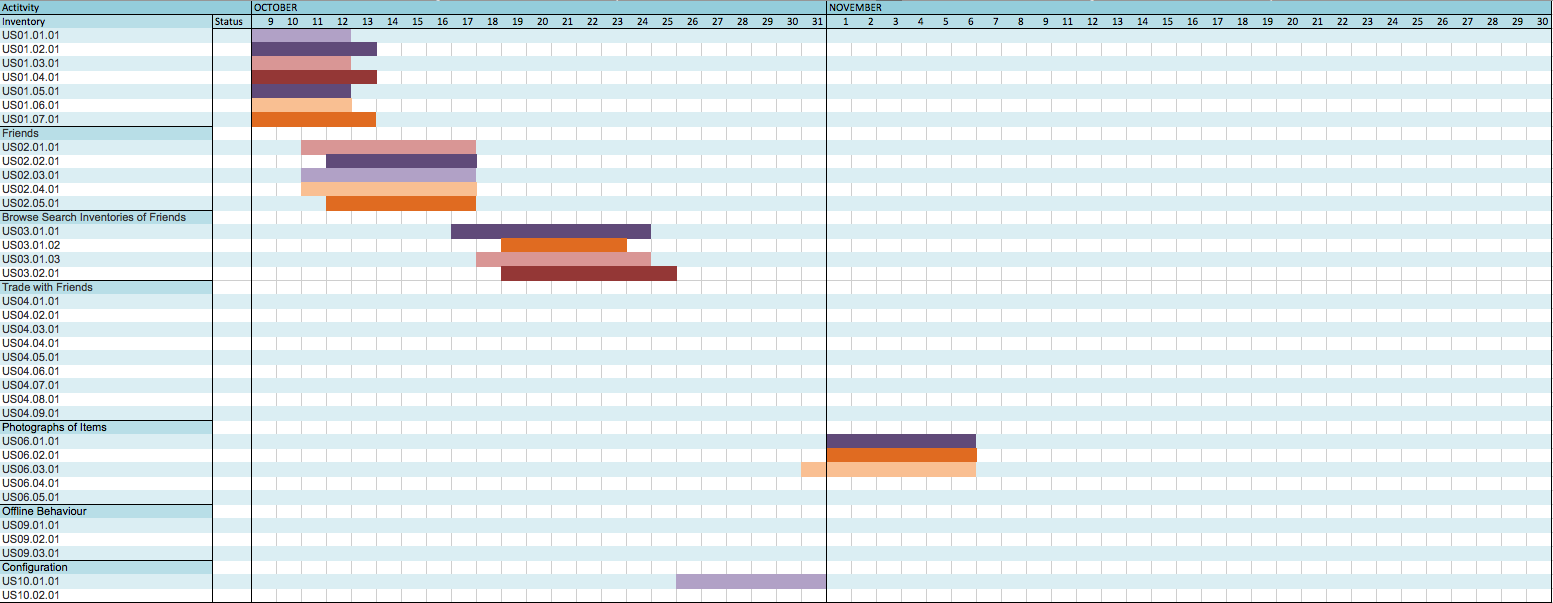 Actitvity OCTOBER NOVEMBER
Inventory Status 9 10 11 12 13 14 15 16 17 18 19 20 21 22 23 24 25 26 27 28 29 30 31 1 2 3 4 5 6 7 8 9 11 12 13 14 15 16 17 18 19 20 21 22 23 24 25 26 27 28 29 30
US01.01.01
US01.02.01
US01.03.01
US01.04.01
US01.05.01
US01.06.01
US01.07.01
Friends
US02.01.01
US02.02.01
US02.03.01
US02.04.01
US02.05.01
Browse Search Inventories of Friends
US03.01.01
US03.01.02
US03.01.03
US03.02.01
Trade with Friends
US04.01.01
US04.02.01
US04.03.01
US04.04.01
US04.05.01
US04.06.01
US04.07.01
US04.08.01
US04.09.01
Photographs of Items
US06.01.01
US06.02.01
US06.03.01
US06.04.01
US06.05.01
Offline Behaviour
US09.01.01
US09.02.01
US09.03.01
Configuration
US10.01.01
US10.02.01